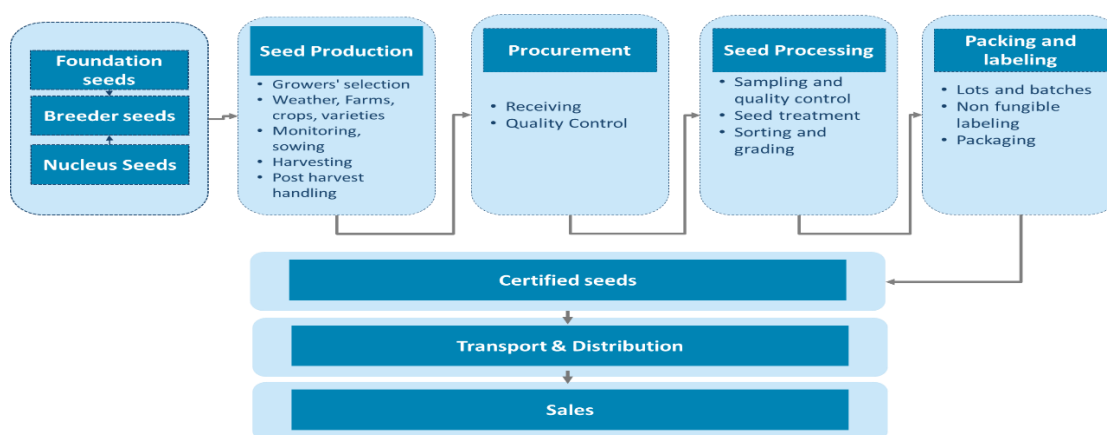 Foundation
seeds
Breeder seeds
Nucleus Seeds
Seed Production
• Growers' selection
• Weather, Farms,
crops, varieties
• Monitoring,
sowing
• Harvesting
• Post harvest
handling
Procurement
• Receiving
• Quality Control
Seed Processing
• Sampling and
quality control
• Seed treatment
• Sorting and
grading
Packing and
labeling
• Lots and batches
• Non fungible
labeling
• Packaging
Certified seeds
Transport & Distribution
Sales